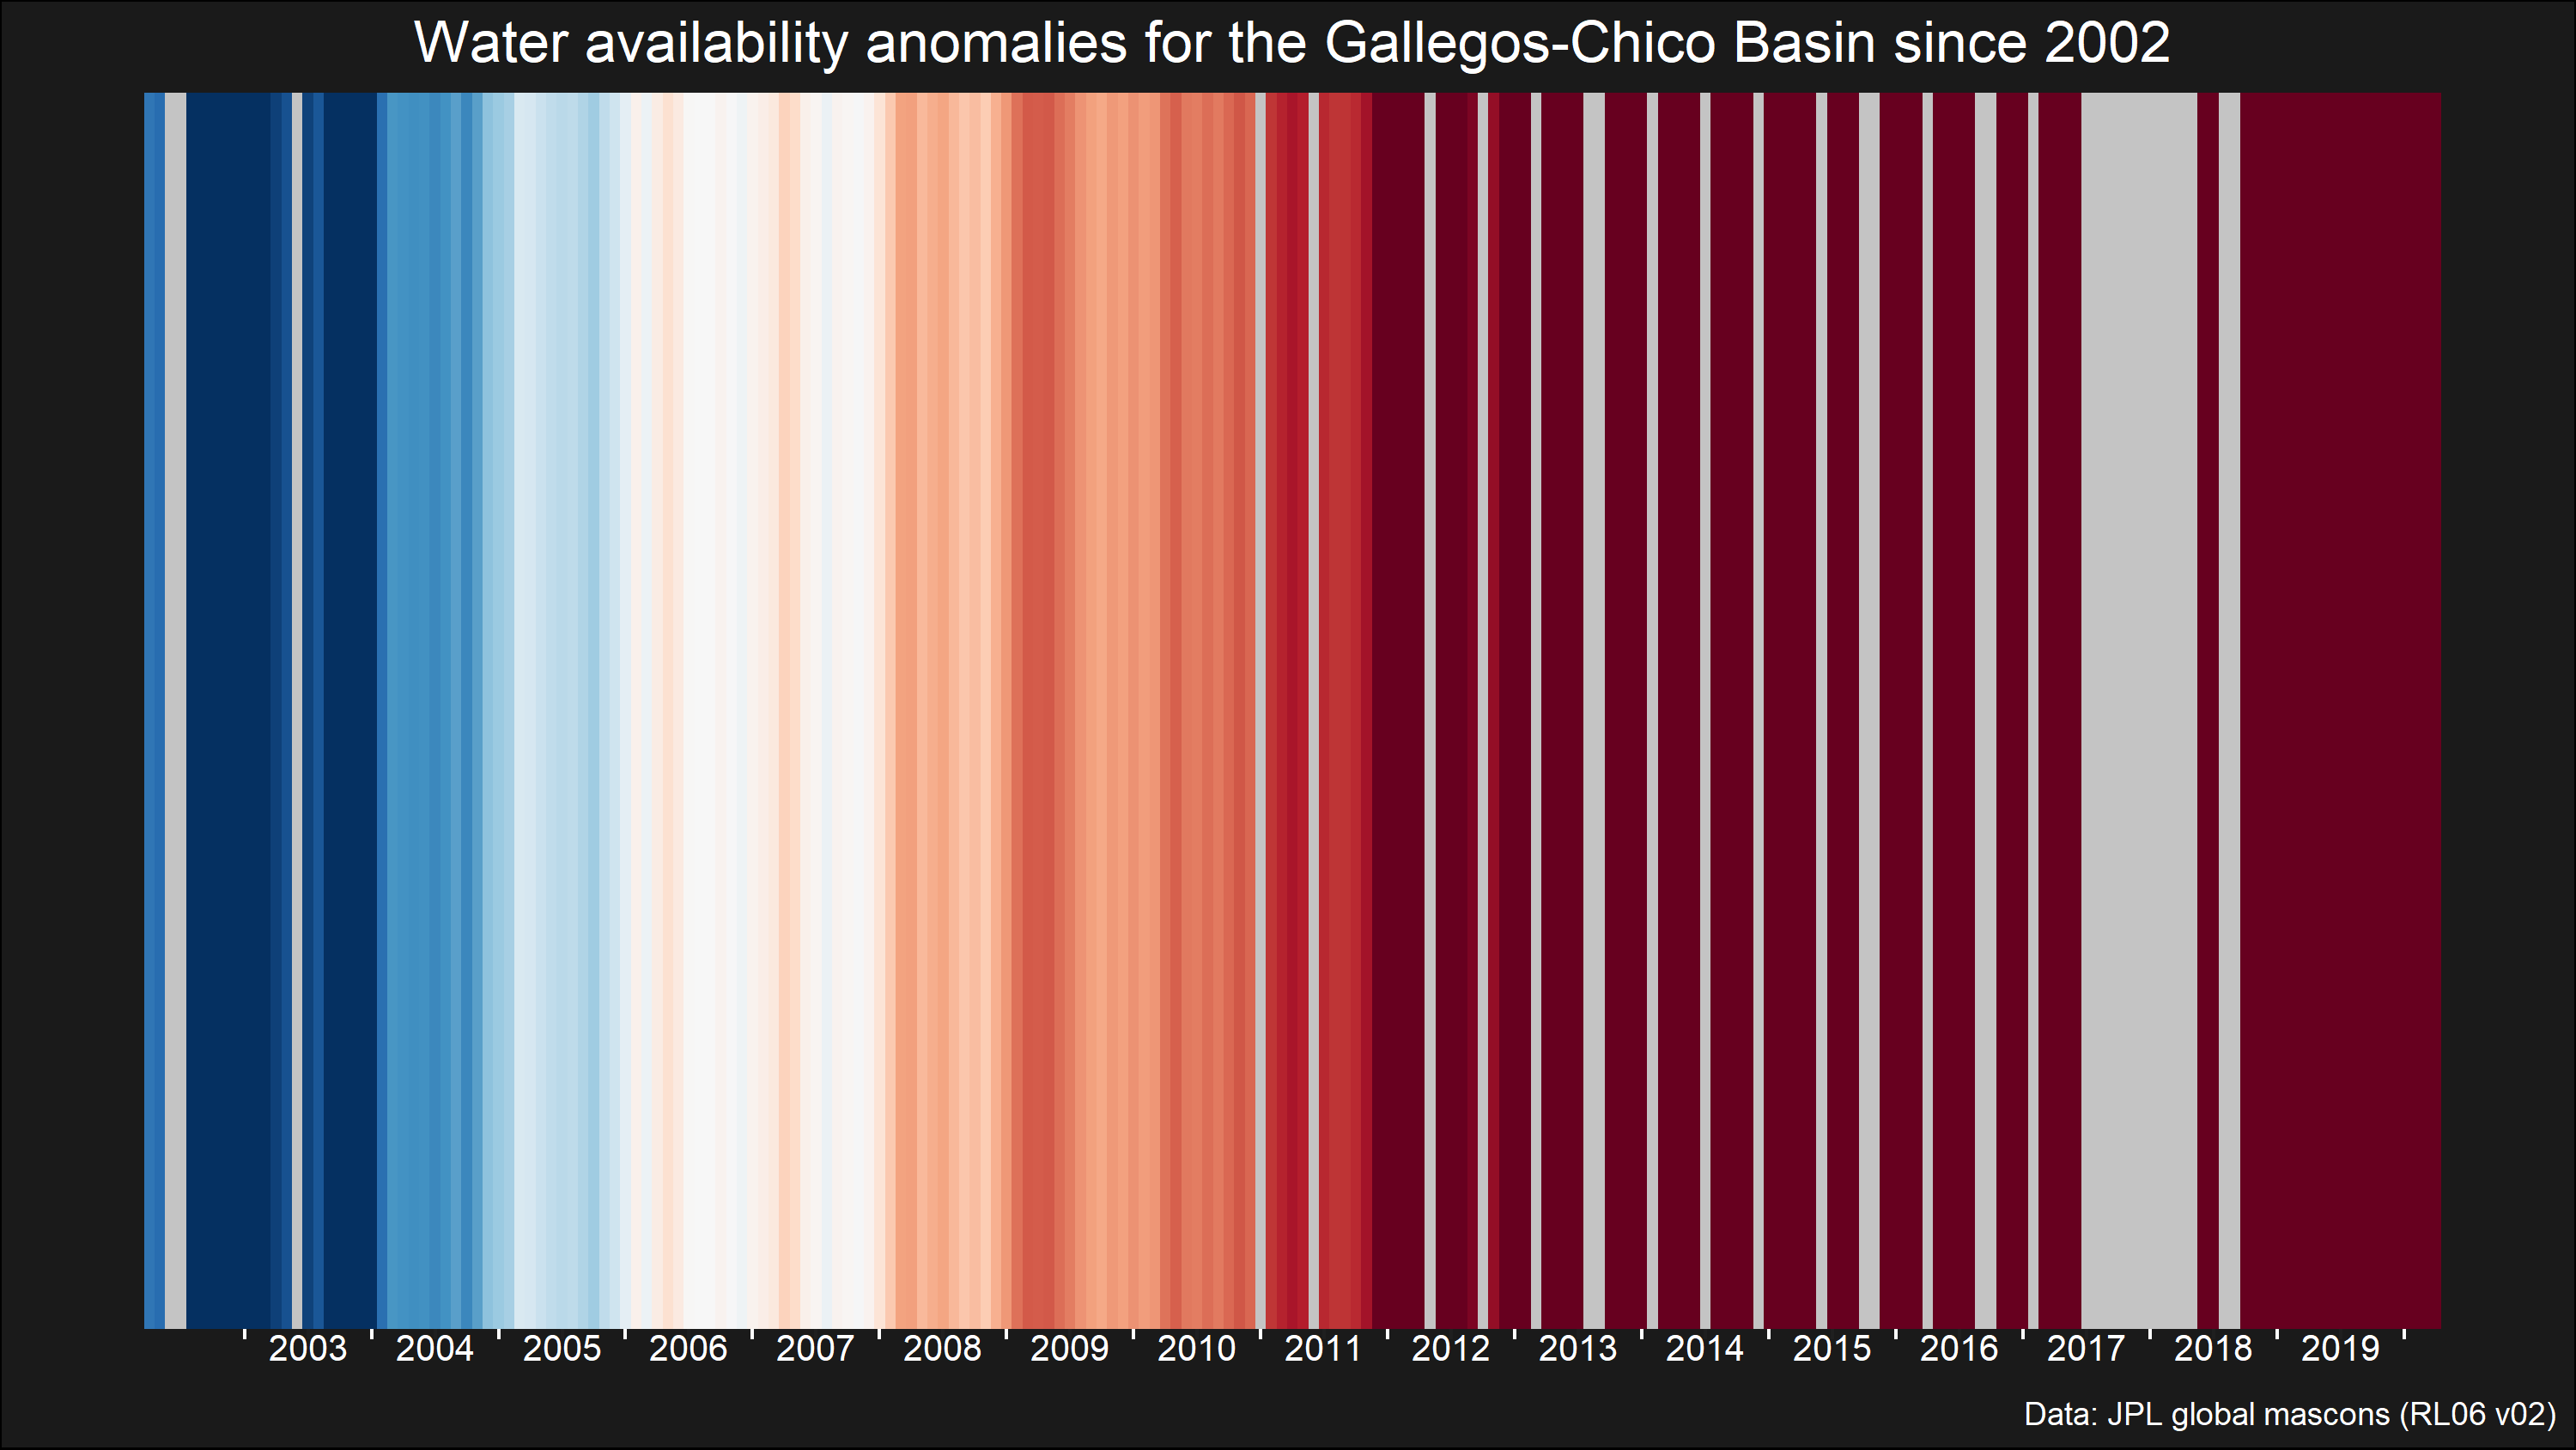 Water availability anomalies for the Gallegos-Chico Basin since 2002
2003 2004 2005 2006 2007 2008 2009 2010 2011 2012 2013 2014 2015 2016 2017 2018 2019
Data: JPL global mascons (RL06 v02)